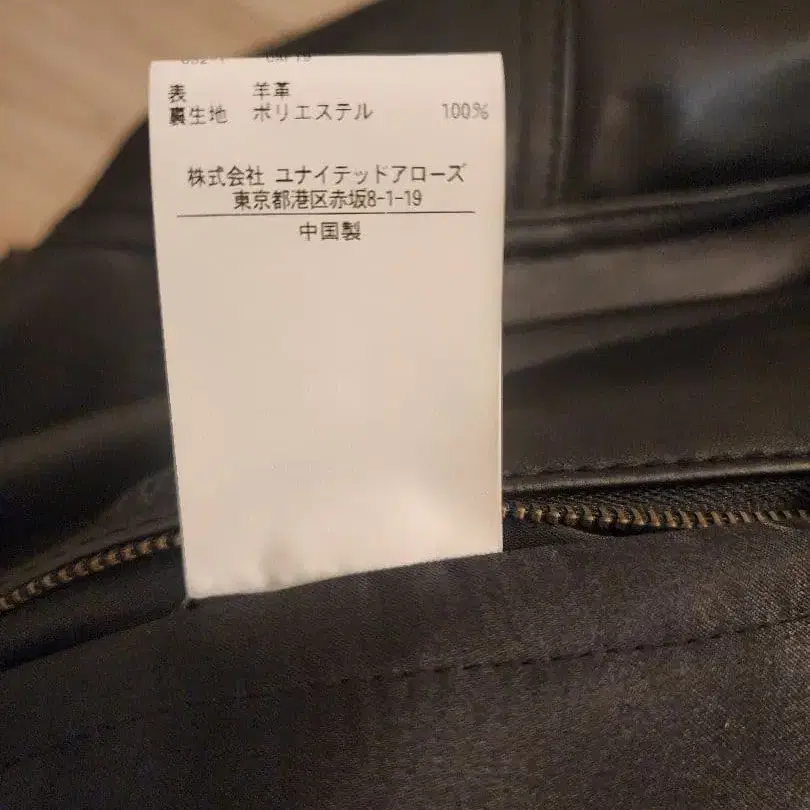 表 羊革
裏生地 ポリエステル 100%
株式会社 ユナイテッドアローズ
東京都港区赤坂8-1-19
中国製